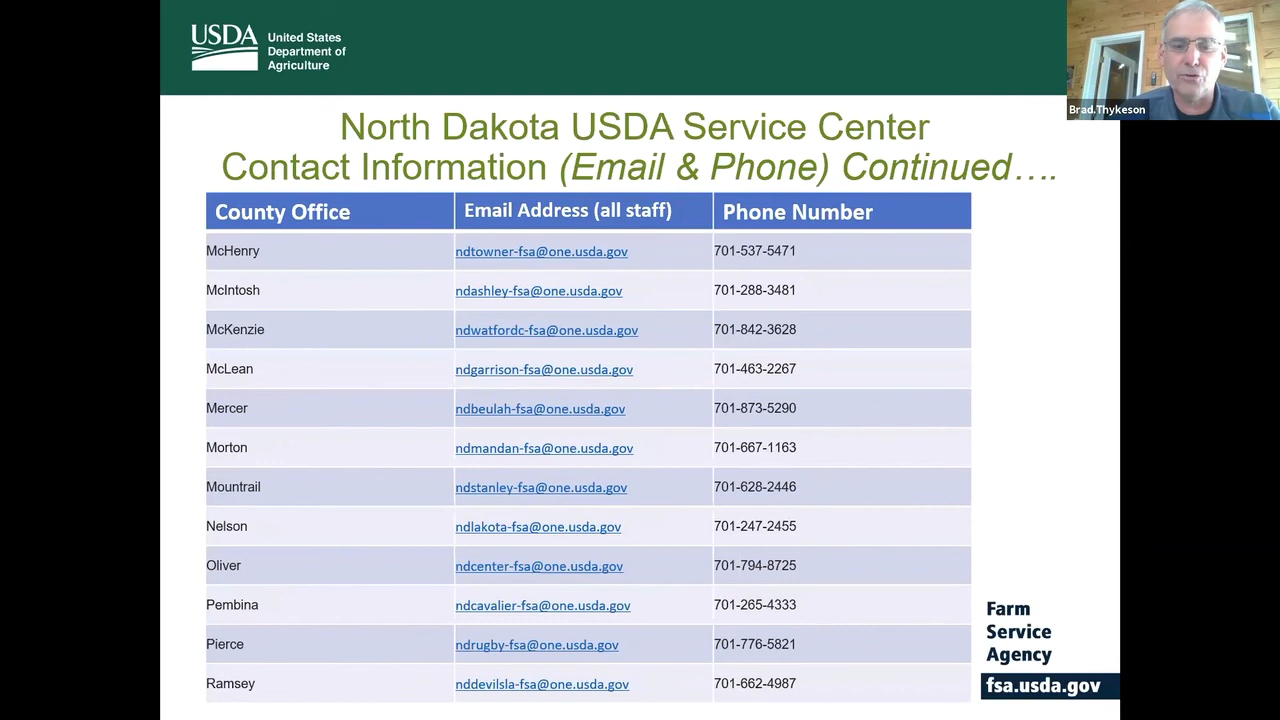 USDA
United States
Department of
Agriculture
Brad.Thykeson
North Dakota USDA Service Center
Contact Information (Email & Phone) Continued….
County Office Email Address (all staff) Phone Number
McHenry ndtowner-fsa@one.usda.gov 701-537-5471
McIntosh ndashley-fsa@one.usda.gov 701-288-3481
McKenzie ndwatfordc-fsa@one.usda.gov 701-842-3628
McLean ndgarrison-fsa@one.usda.gov 701-463-2267
Mercer ndbeulah-fsa@one.usda.gov 701-873-5290
Morton ndmandan-fsa@one.usda.gov 701-667-1163
Mountrail ndstanley-fsa@one.usda.gov 701-628-2446
Nelson ndlakota-fsa@one.usda.gov 701-247-2455
Oliver ndcenter-fsa@one.usda.gov 701-794-8725
Pembina ndcavalier-fsa@one.usda.gov 701-265-4333
Pierce ndrugby-fsa@one.usda.gov 701-776-5821
Ramsey nddevilsla-fsa@one.usda.gov 701-662-4987
Farm
Service
Agency
fsa.usda.gov